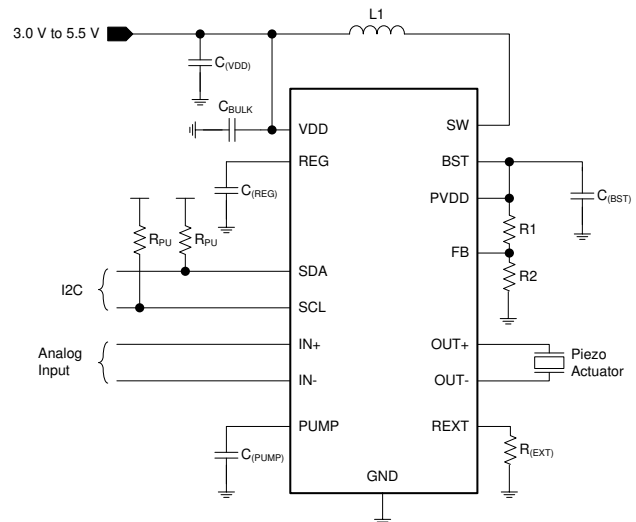 L1
3.0 V to 5.5 V
C(VDD)
CBULK
VDD
SW
REG
BST
C(REG)
PVDD
C(BST)
RPU
RPU
R1
FB
SDA
R2
I2C
SCL
IN+
OUT+
Analog
Input
Piezo
Actuator
IN-
OUT-
PUMP
REXT
C(PUMP)
R(EXT)
GND